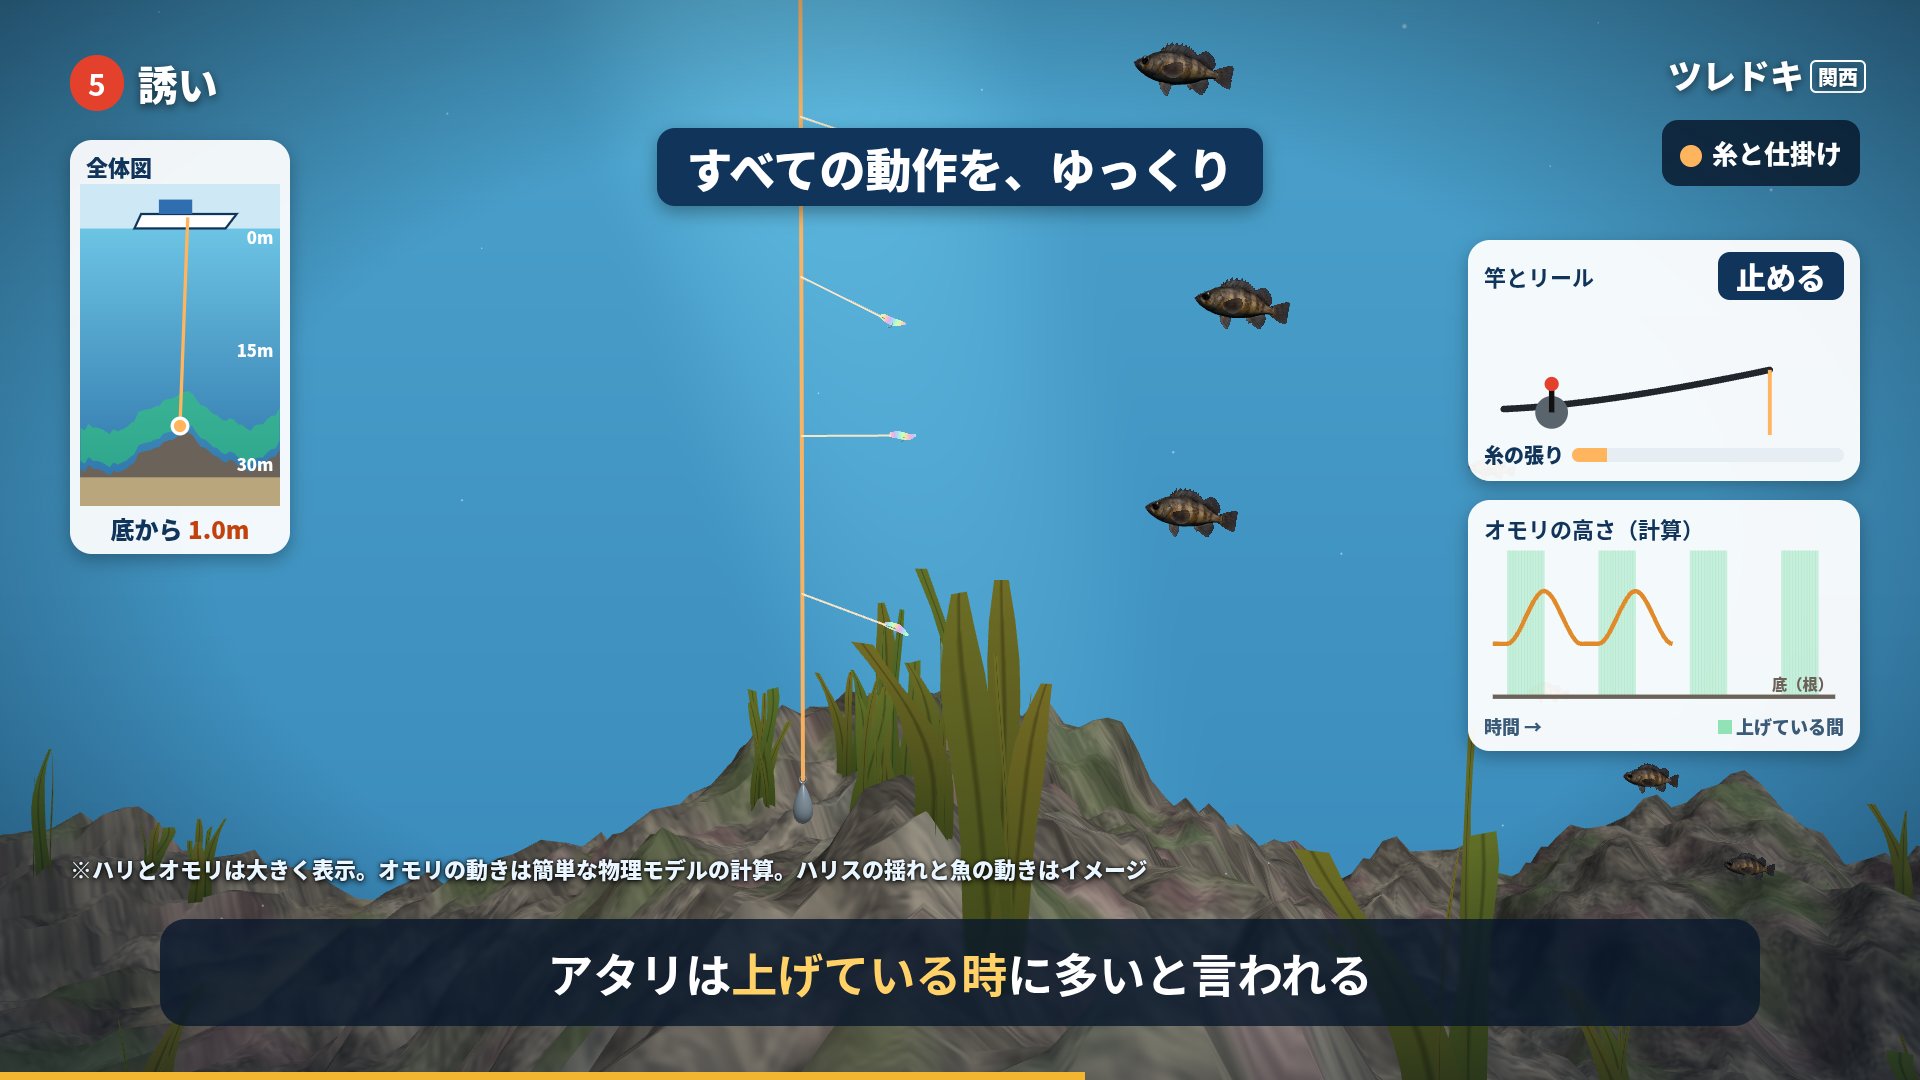 5 誘い
ツレドキ 関西
全体図
0m
15m
30m
底から 1.0m
すべての動作を、ゆっくり
糸と仕掛け
竿とリール
止める
糸の張り
オモリの高さ（計算）
底（根）
時間 →
上げている間
※ハリとオモリは大きく表示。オモリの動きは簡単な物理モデルの計算。ハリスの揺れと魚の動きはイメージ
アタリは上げている時に多いと言われる